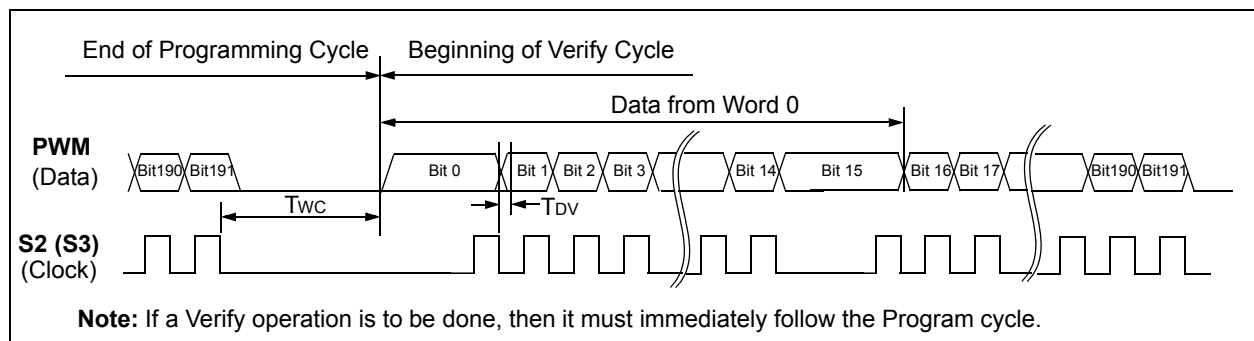 End of Programming Cycle Beginning of Verify Cycle
Data from Word 0
PWM
(Data)
Bit190 Bit191 Bit 0 Bit 1 Bit 2 Bit 3 Bit 14 Bit 15 Bit 16 Bit 17 Bit190 Bit191
TWC TDV
S2 (S3)
(Clock)
Note: If a Verify operation is to be done, then it must immediately follow the Program cycle.